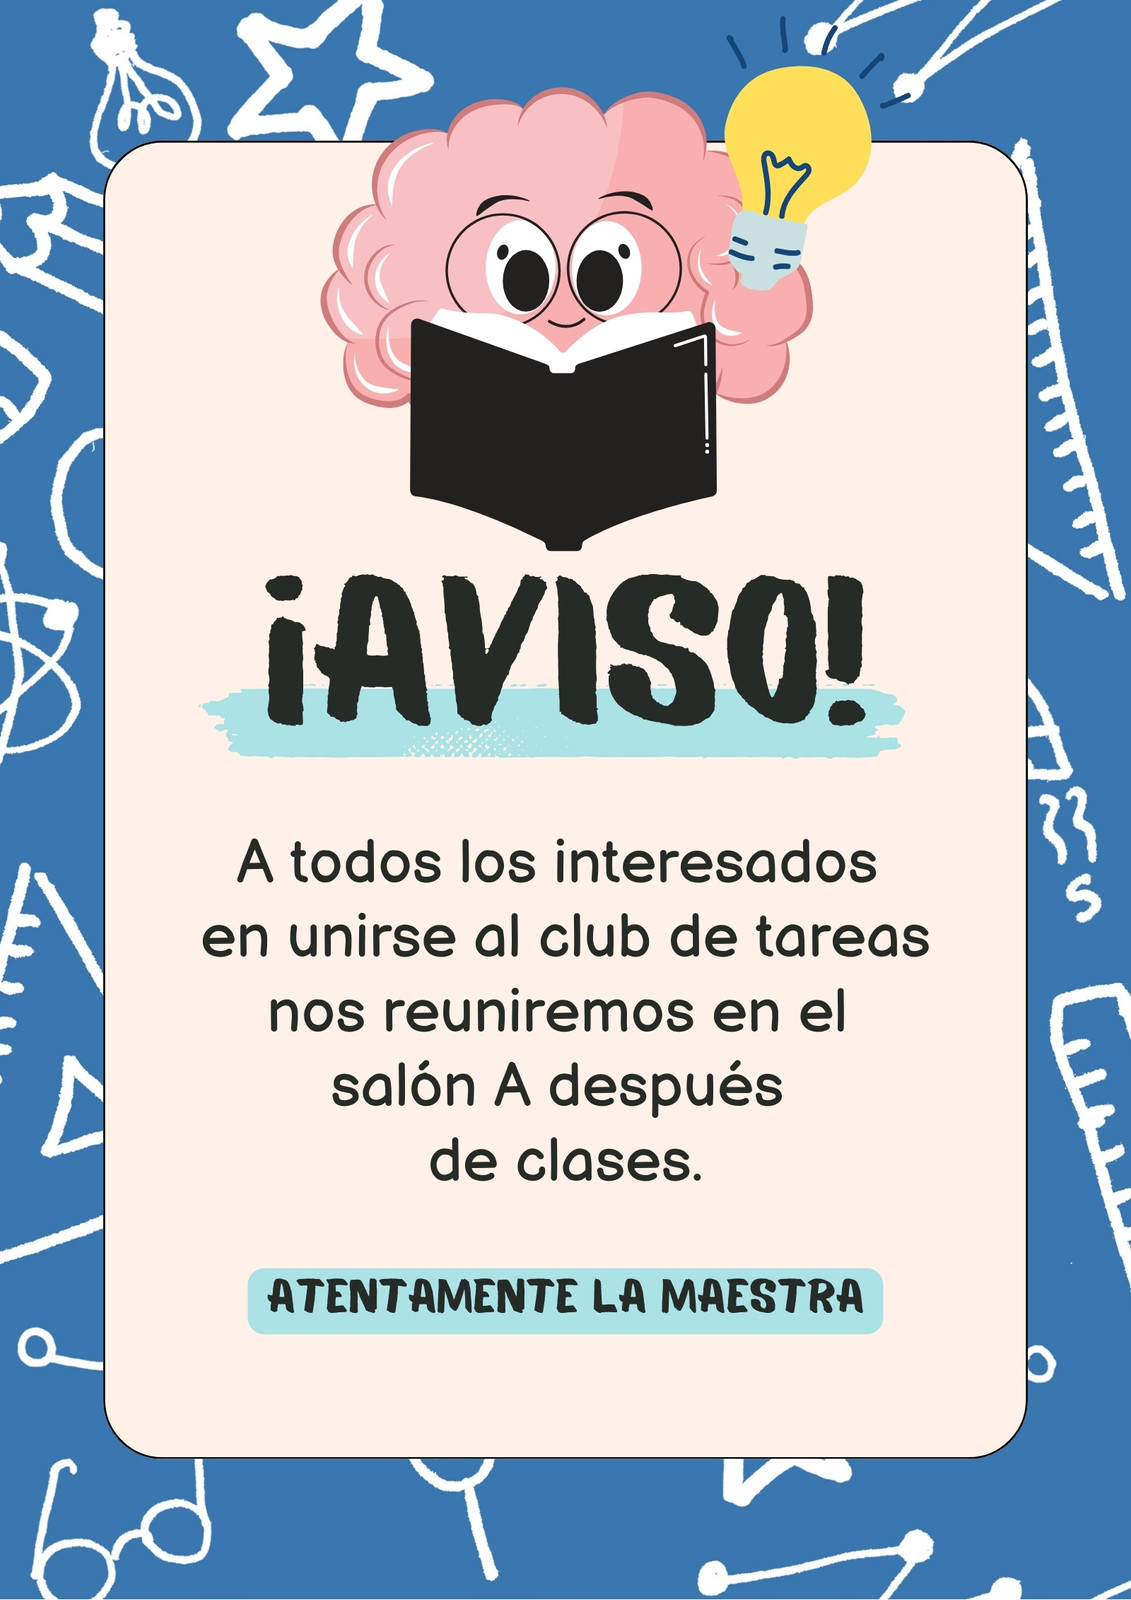 ¡AVISO!
A todos los interesados
en unirse al club de tareas
nos reuniremos en el
salón A después
de clases.
ATENTAMENTE LA MAESTRA